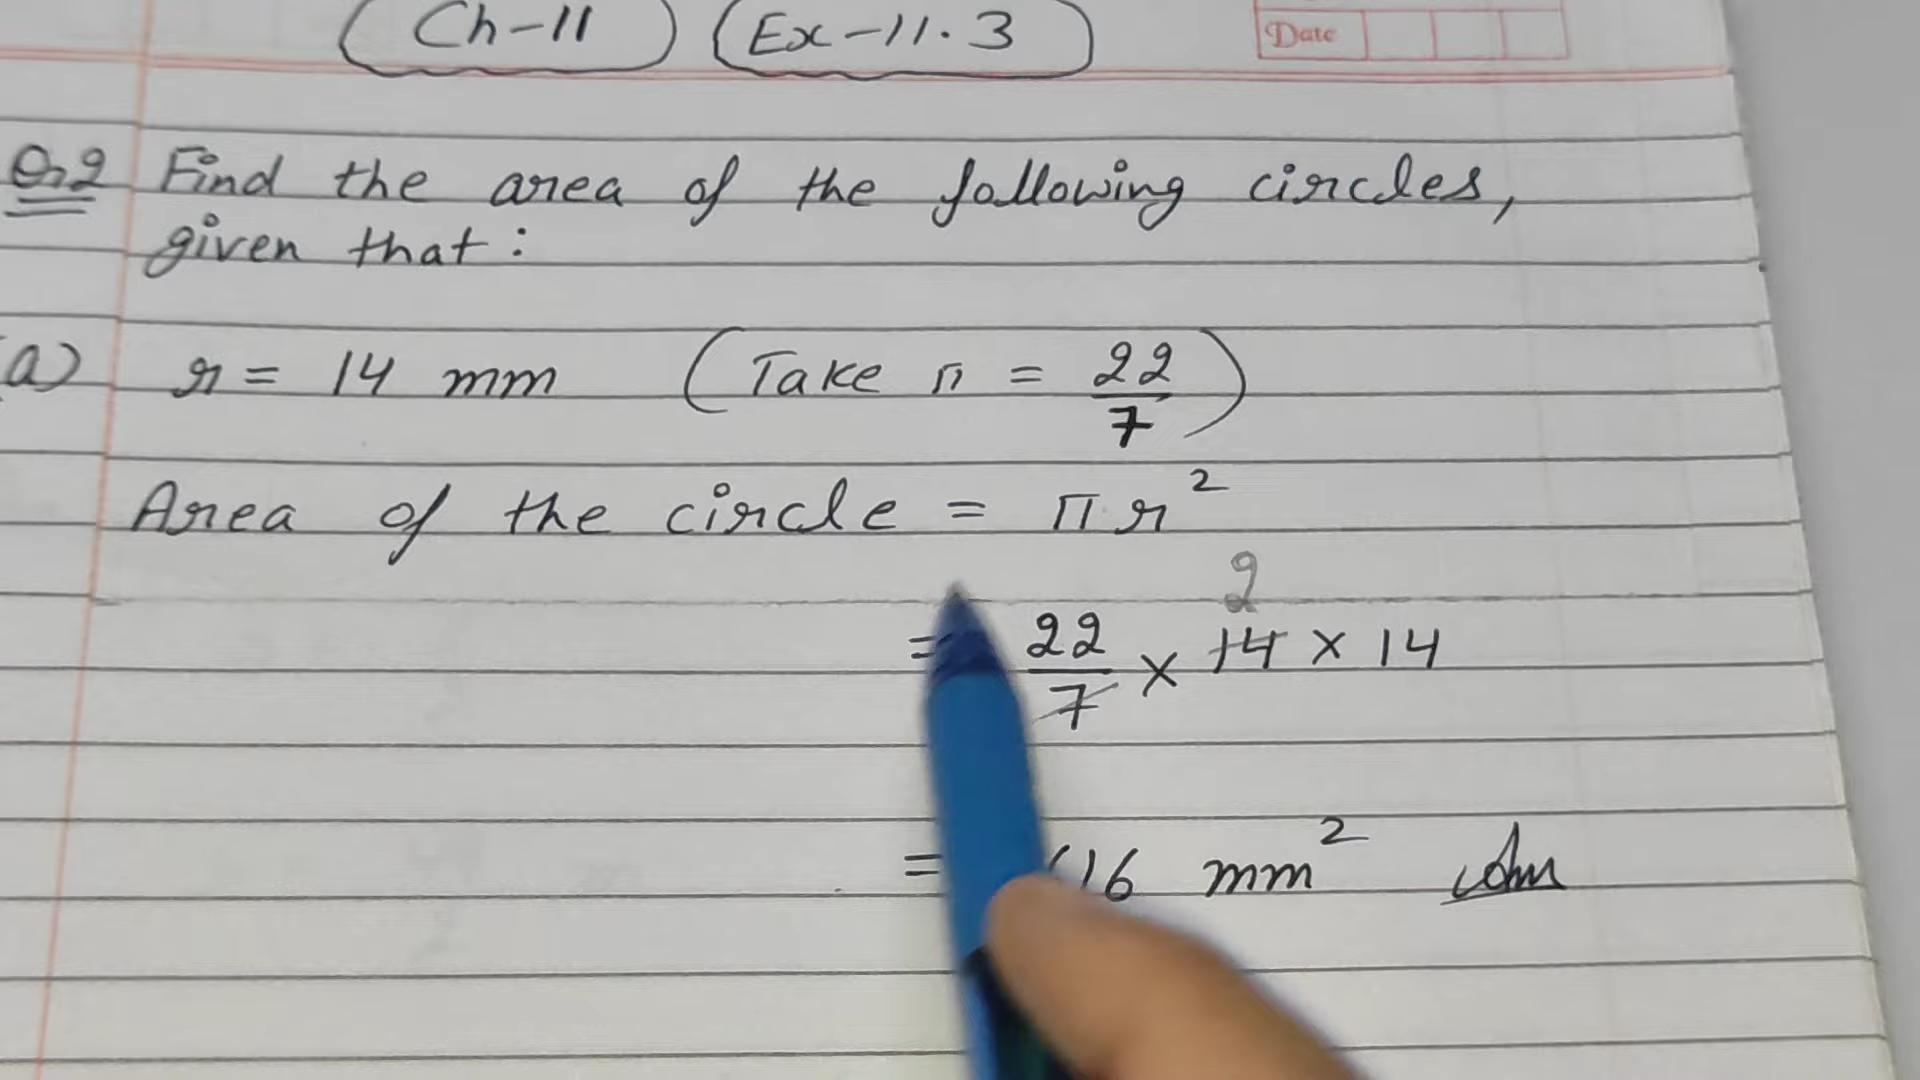 Ch-11 Ex-11.3
Date
Q.2 Find the area of the following circles,
given that:
(a) r = 14 mm (Take π = 22/7)
Area of the circle = πr²
2
= 22/7 × 14 × 14
= 16 mm² Ans